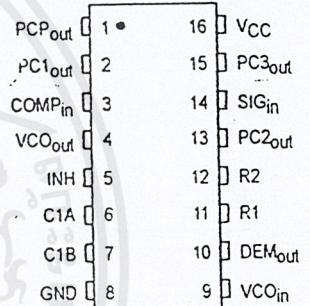 PCPout 1 16 VCC
PC1out 2 15 PC3out
COMPin 3 14 SIGin
VCOout 4 13 PC2out
INH 5 12 R2
C1A 6 11 R1
C1B 7 10 DEMout
GND 8 9 VCOin